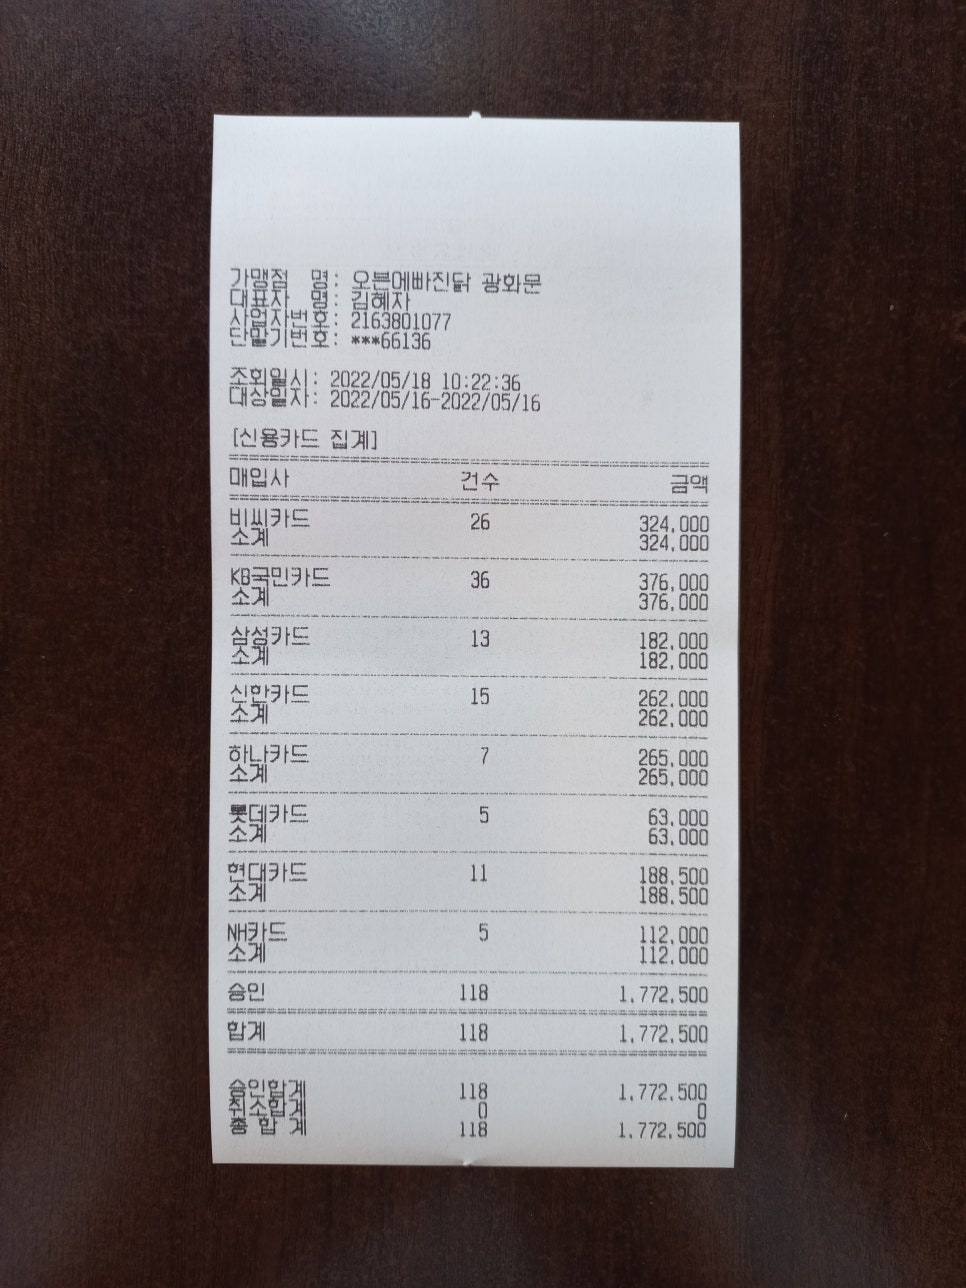 가맹점 명: 오븐에빠진닭 광화문
대표자 명: 김혜자
사업자번호: 2163801077
단말기번호: ***66136
조회일시: 2022/05/18 10:22:36
대상일자: 2022/05/16-2022/05/16
[신용카드 집계]
매입사 건수 금액
비씨카드 26 324,000
소계 324,000
KB국민카드 36 376,000
소계 376,000
삼성카드 13 182,000
소계 182,000
신한카드 15 262,000
소계 262,000
하나카드 7 265,000
소계 265,000
롯데카드 5 63,000
소계 63,000
현대카드 11 188,500
소계 188,500
NH카드 5 112,000
소계 112,000
승인 118 1,772,500
합계 118 1,772,500
승인합계 118 1,772,500
취소합계 0 0
총 합 계 118 1,772,500